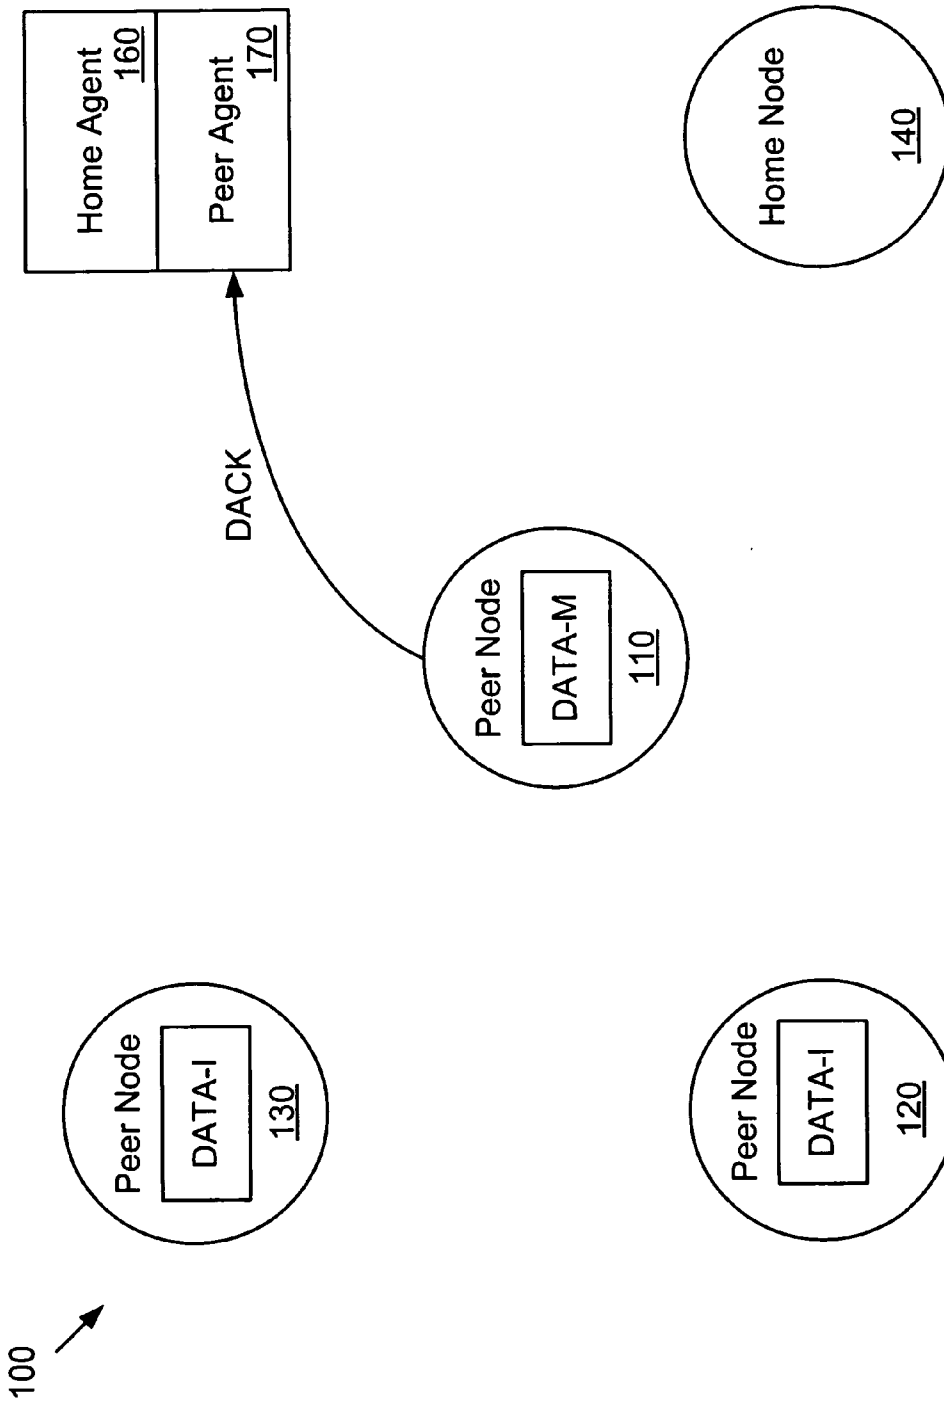 100
Peer Node
DATA-I
130
Peer Node
DATA-I
120
Peer Node
DATA-M
110
DACK
Home Agent
160
Peer Agent
170
Home Node
140